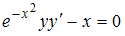 e^{-x^2} yy′ − x = 0